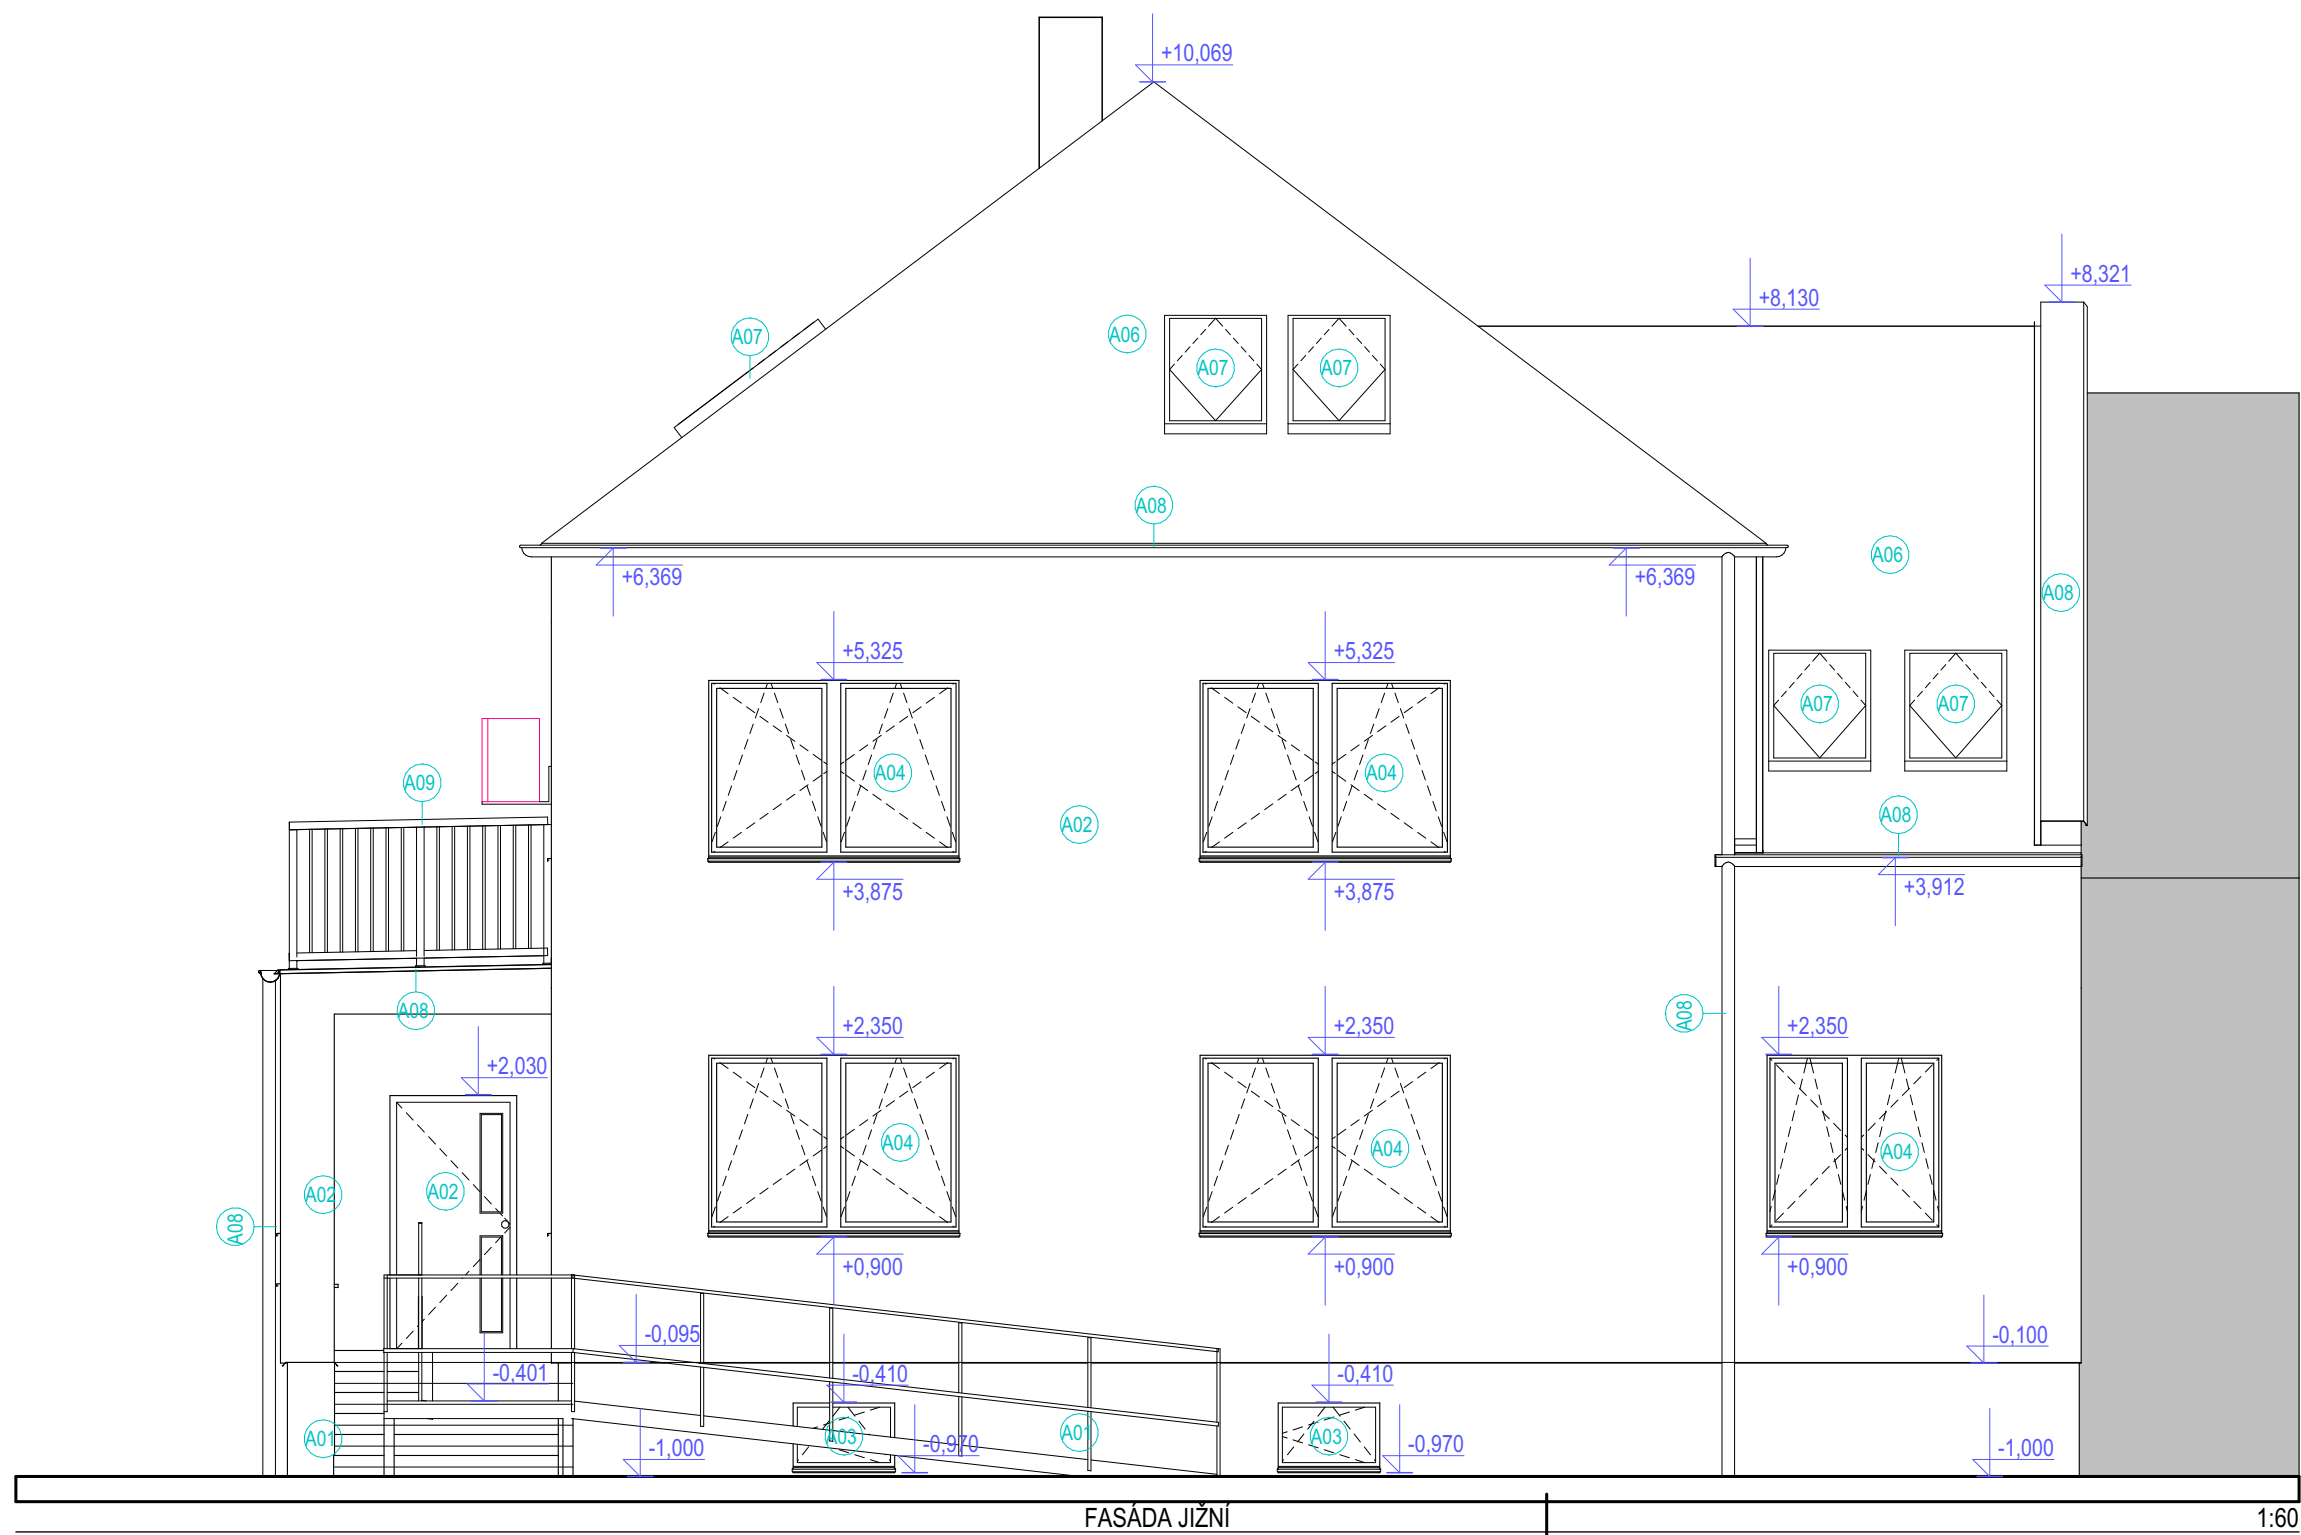 +10,069
+8,321
+8,130
A07
A06
A07
A07
A08
A06
+6,369
+6,369
A08
+5,325
+5,325
A07
A07
A04
A04
A09
A02
A08
+3,875
+3,875
+3,912
A08
A08
+2,350
+2,350
+2,350
+2,030
A04
A04
A04
A02
A02
A08
+0,900
+0,900
+0,900
-0,095
-0,100
-0,401
-0,410
-0,410
A01
A03
A01
A03
-1,000
-0,970
-0,970
-1,000
FASÁDA JIŽNÍ
1:60